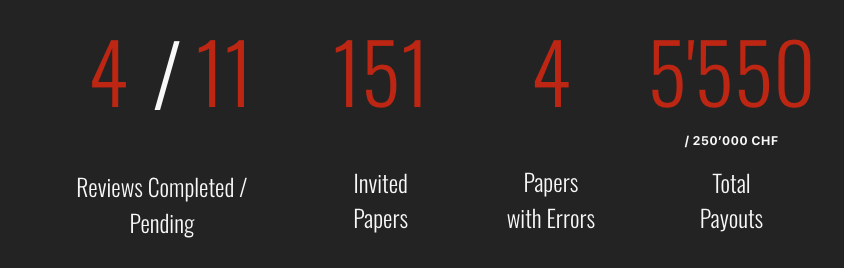 4 / 11
Reviews Completed /
Pending
151
Invited
Papers
4
Papers
with Errors
5'550
/ 250'000 CHF
Total
Payouts